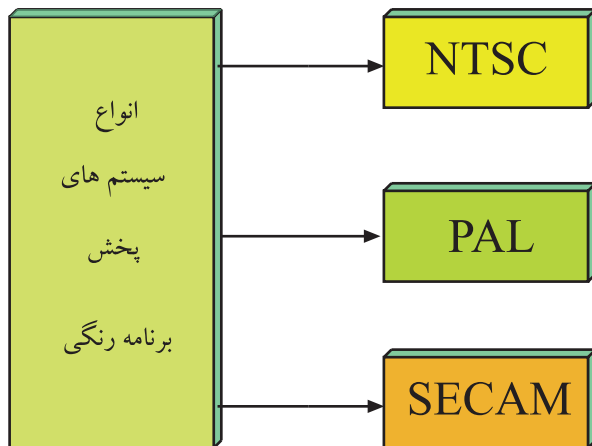 انواع
سیستم های
پخش
برنامه رنگی
NTSC
PAL
SECAM